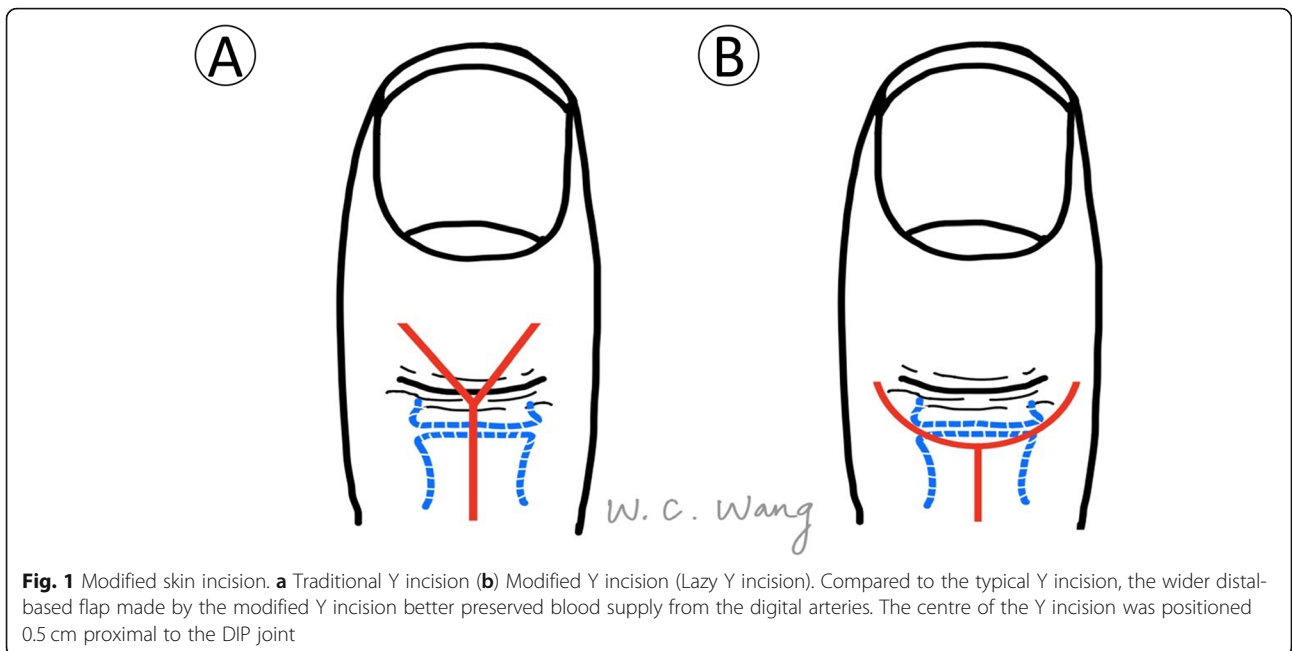 A B
W. C. Wang
Fig. 1 Modified skin incision. a Traditional Y incision (b) Modified Y incision (Lazy Y incision). Compared to the typical Y incision, the wider distal-
based flap made by the modified Y incision better preserved blood supply from the digital arteries. The centre of the Y incision was positioned
0.5 cm proximal to the DIP joint